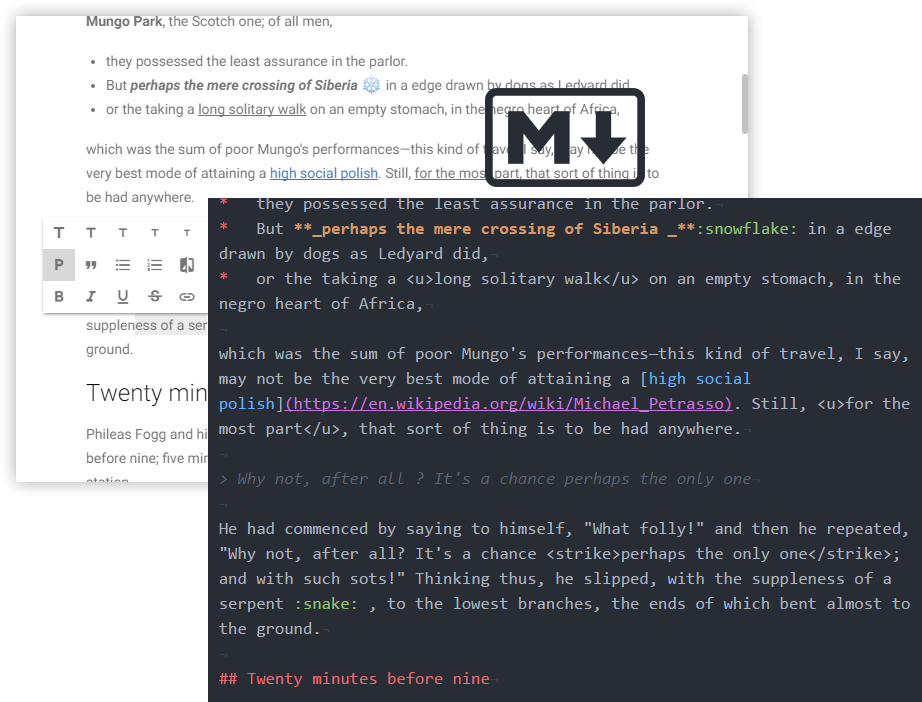 Mungo Park, the Scotch one; of all men,
• they possessed the least assurance in the parlor.
• But perhaps the mere crossing of Siberia ❄️ in a edge drawn by dogs as Ledyard did,
• or the taking a long solitary walk on an empty stomach, in the negro heart of Africa,
which was the sum of poor Mungo's performances—this kind of travel, I say, may not be the
very best mode of attaining a high social polish. Still, for the most part, that sort of thing is to
be had anywhere.
T T T T T
P
B I U S
suppleness of a ser
ground.
Twenty min
Phileas Fogg and hi
before nine; five min
station
M
* they possessed the least assurance in the parlor.¬
* But **_perhaps the mere crossing of Siberia _**:snowflake: in a edge
drawn by dogs as Ledyard did,¬
* or the taking a <u>long solitary walk</u> on an empty stomach, in the
negro heart of Africa,¬
¬
which was the sum of poor Mungo's performances—this kind of travel, I say,
may not be the very best mode of attaining a [high social
polish](https://en.wikipedia.org/wiki/Michael_Petrasso). Still, <u>for the
most part</u>, that sort of thing is to be had anywhere.¬
¬
> Why not, after all ? It's a chance perhaps the only one¬
¬
He had commenced by saying to himself, "What folly!" and then he repeated,
"Why not, after all? It's a chance <strike>perhaps the only one</strike>;
and with such sots!" Thinking thus, he slipped, with the suppleness of a
serpent :snake: , to the lowest branches, the ends of which bent almost to
the ground.¬
¬
## Twenty minutes before nine¬